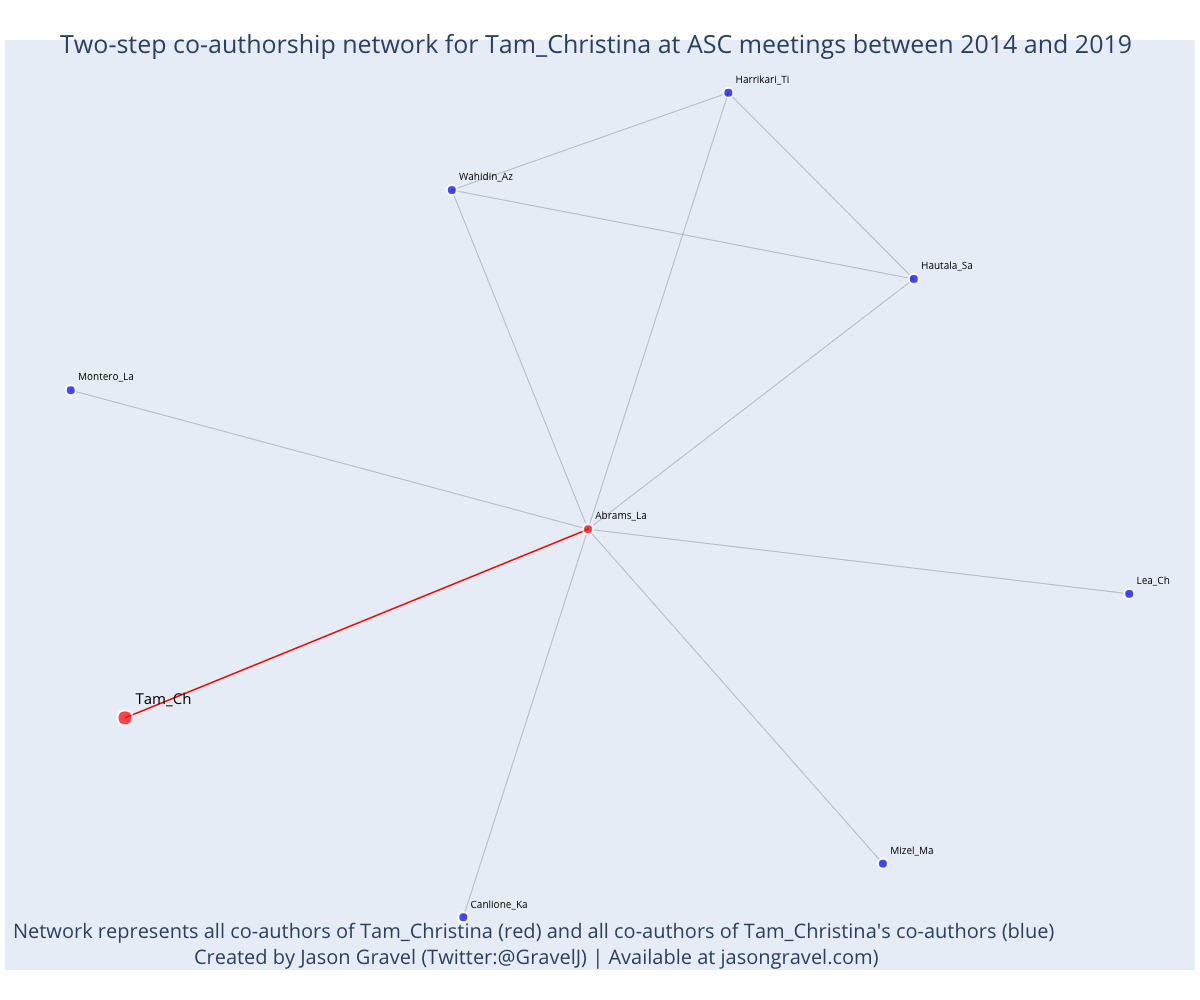 Two-step co-authorship network for Tam_Christina at ASC meetings between 2014 and 2019
Harrikari_Ti
Wahidin_Az
Hautala_Sa
Montero_La
Abrams_La
Lea_Ch
Tam_Ch
Mizel_Ma
Canlione_Ka
Network represents all co-authors of Tam_Christina (red) and all co-authors of Tam_Christina's co-authors (blue)
Created by Jason Gravel (Twitter:@GravelJ) | Available at jasongravel.com)